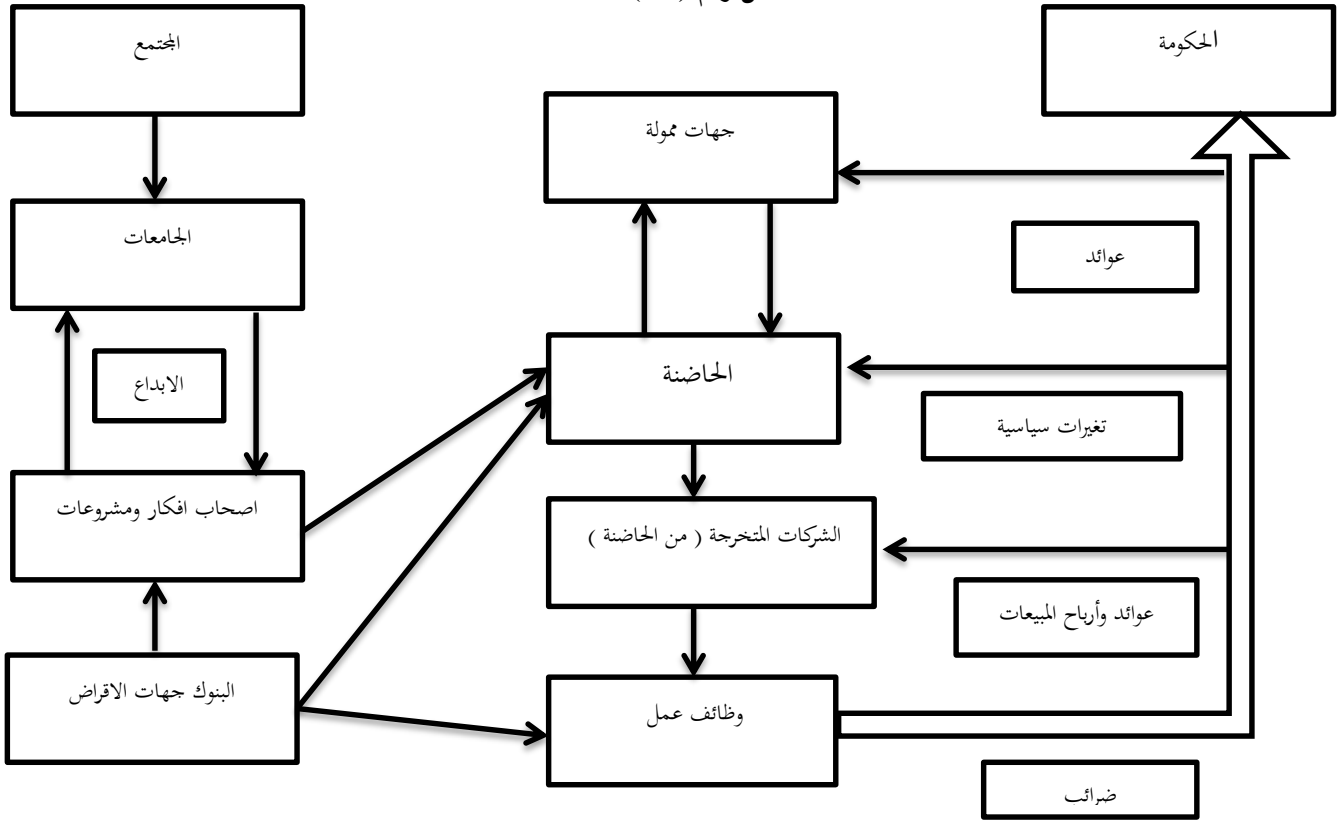 المجتمع
الحكومة
جهات ممولة
الجامعات
عوائد
الابداع
الحاضنة
تغيرات سياسية
اصحاب افكار ومشروعات
الشركات المتخرجة ( من الحاضنة )
عوائد وأرباح المبيعات
البنوك جهات الاقراض
وظائف عمل
ضرائب